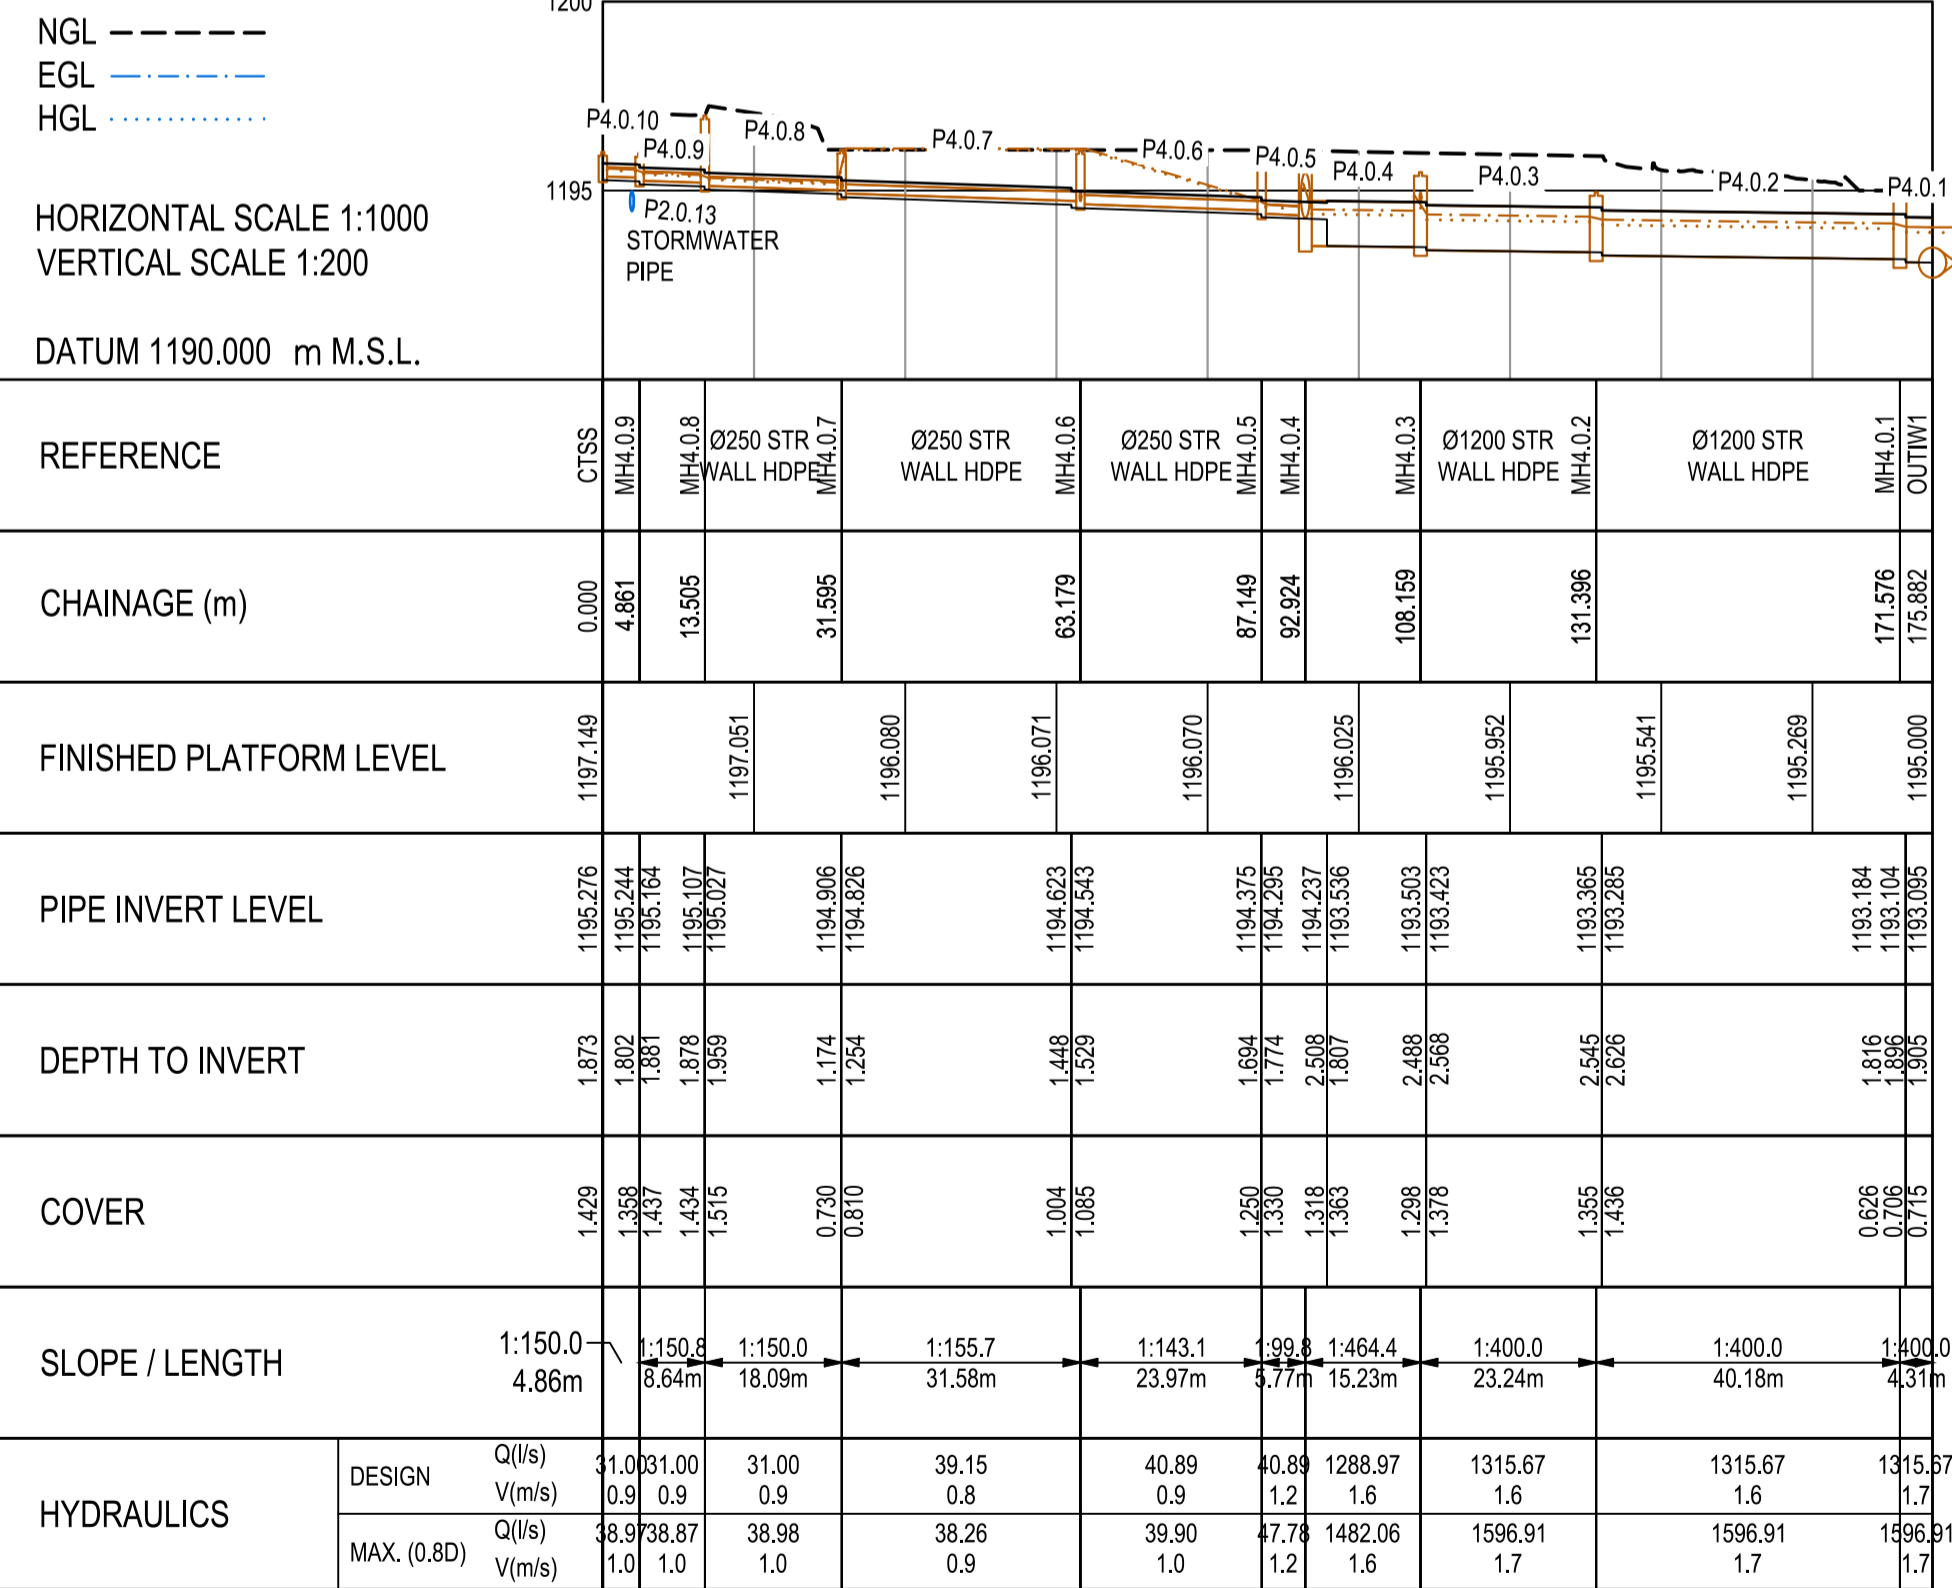 1200
NGL
EGL
HGL
P4.0.10
P4.0.9
P4.0.8
P4.0.7
P4.0.6
P4.0.5
P4.0.4
P4.0.3
P4.0.2
P4.0.1
1195
P2.0.13
STORMWATER
PIPE
HORIZONTAL SCALE 1:1000
VERTICAL SCALE 1:200
DATUM 1190.000 m M.S.L.
REFERENCE
CTSS
MH4.0.9
MH4.0.8
Ø250 STR
WALL HDPE
MH4.0.7
Ø250 STR
WALL HDPE
MH4.0.6
Ø250 STR
WALL HDPE
MH4.0.5
MH4.0.4
MH4.0.3
Ø1200 STR
WALL HDPE
MH4.0.2
Ø1200 STR
WALL HDPE
MH4.0.1
OUTIW1
CHAINAGE (m)
0.000
4.861
13.505
31.595
63.179
87.149
92.924
108.159
131.396
171.576
175.882
FINISHED PLATFORM LEVEL
1197.149
1197.051
1196.080
1196.071
1196.070
1196.025
1195.952
1195.541
1195.269
1195.000
PIPE INVERT LEVEL
1195.276
1195.244
1195.164
1195.107
1195.027
1194.906
1194.826
1194.623
1194.543
1194.375
1194.295
1194.237
1193.536
1193.503
1193.423
1193.365
1193.285
1193.184
1193.104
1193.095
DEPTH TO INVERT
1.873
1.802
1.881
1.878
1.959
1.174
1.254
1.448
1.529
1.694
1.774
2.508
1.807
2.488
2.568
2.545
2.626
1.816
1.896
1.905
COVER
1.429
1.358
1.437
1.434
1.515
0.730
0.810
1.004
1.085
1.250
1.330
1.318
1.363
1.298
1.378
1.355
1.436
0.626
0.706
0.715
SLOPE / LENGTH
1:150.0
4.86m
1:150.8
8.64m
1:150.0
18.09m
1:155.7
31.58m
1:143.1
23.97m
1:99.8
5.77m
1:464.4
15.23m
1:400.0
23.24m
1:400.0
40.18m
1:400.0
4.31m
HYDRAULICS
DESIGN
Q(l/s) 31.00 31.00 31.00 39.15 40.89 40.89 1288.97 1315.67 1315.67 1315.67
V(m/s) 0.9 0.9 0.9 0.8 0.9 1.2 1.6 1.6 1.6 1.7
MAX. (0.8D)
Q(l/s) 38.97 38.87 38.98 38.26 39.90 47.78 1482.06 1596.91 1596.91 1596.91
V(m/s) 1.0 1.0 1.0 0.9 1.0 1.2 1.6 1.7 1.7 1.7